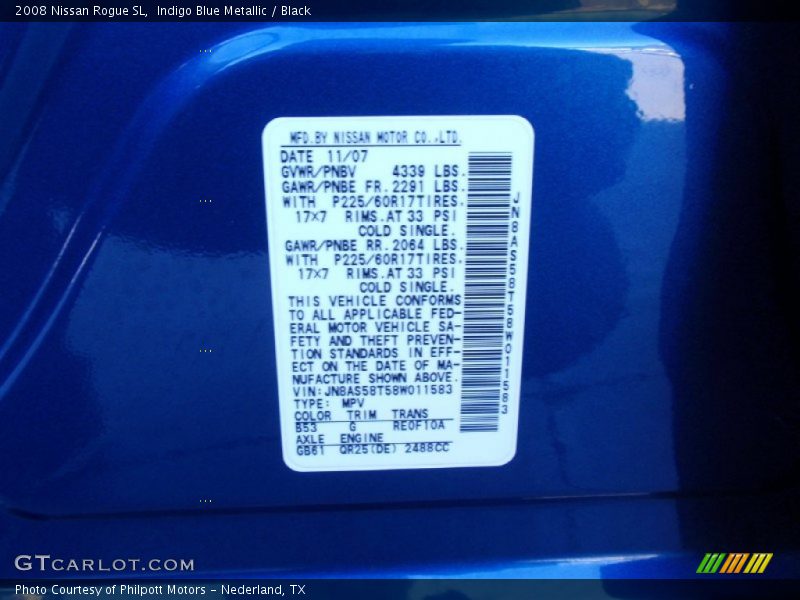 2008 Nissan Rogue SL,  Indigo Blue Metallic / Black
MFD.BY NISSAN MOTOR CO.,LTD.
DATE 11/07
GVWR/PNBV 4339 LBS.
GAWR/PNBE FR.2291 LBS.
WITH P225/60R17TIRES.
17x7 RIMS.AT 33 PSI
COLD SINGLE.
GAWR/PNBE RR.2064 LBS.
WITH P225/60R17TIRES.
17x7 RIMS.AT 33 PSI
COLD SINGLE.
THIS VEHICLE CONFORMS
TO ALL APPLICABLE FED-
ERAL MOTOR VEHICLE SA-
FETY AND THEFT PREVEN-
TION STANDARDS IN EFF-
ECT ON THE DATE OF MA-
NUFACTURE SHOWN ABOVE.
VIN:JN8AS58T58W011583
TYPE: MPV
COLOR TRIM TRANS
B53 G RE0F10A
AXLE ENGINE
GB61 QR25(DE) 2488CC
JN8AS58T58W011583
GTCARLOT.COM
Photo Courtesy of Philpott Motors - Nederland, TX